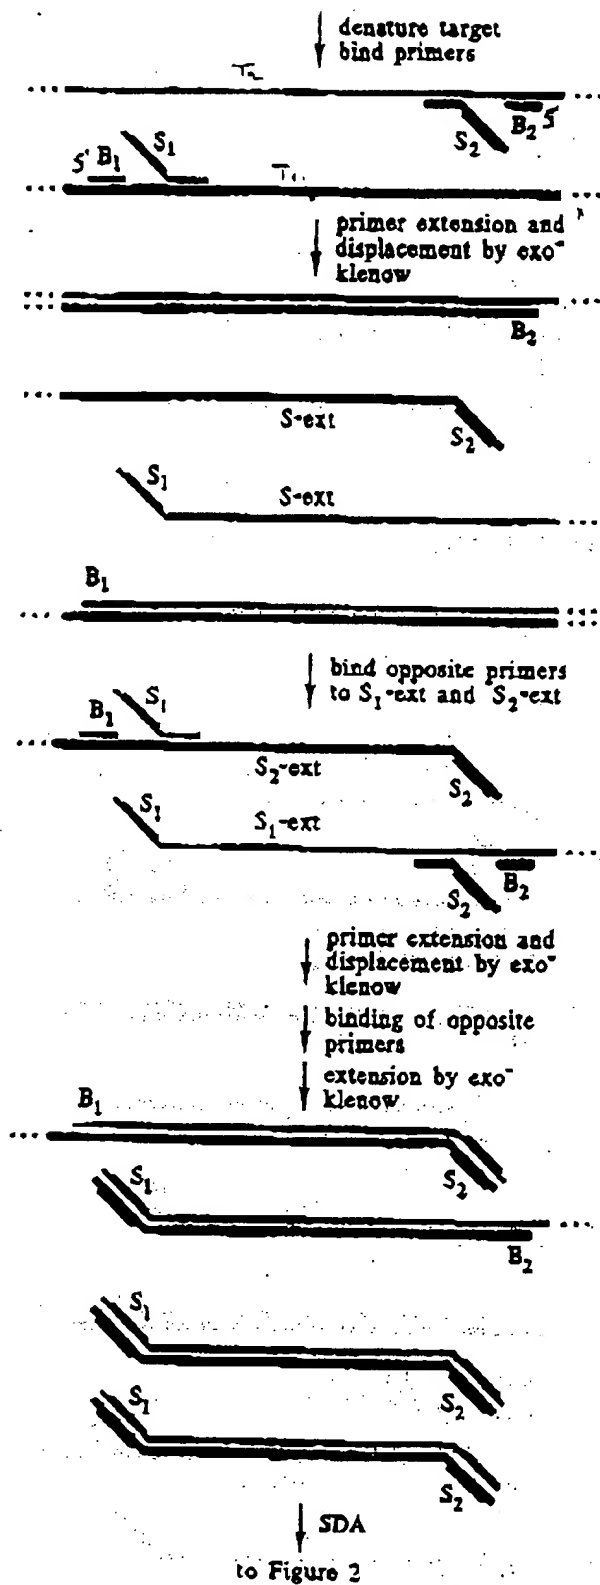 denature target
bind primers
T2
S2
B2 5'
5' B1
S1
T1
primer extension and
displacement by exo-
klenow
B2
S-ext
S2
S1
S-ext
B1
bind opposite primers
to S1-ext and S2-ext
B1
S1
S2-ext
S2
S1
S1-ext
S2
B2
primer extension and
displacement by exo-
klenow
binding of opposite
primers
extension by exo-
klenow
B1
S2
S1
B2
S1
S2
S1
S2
SDA
to Figure 2